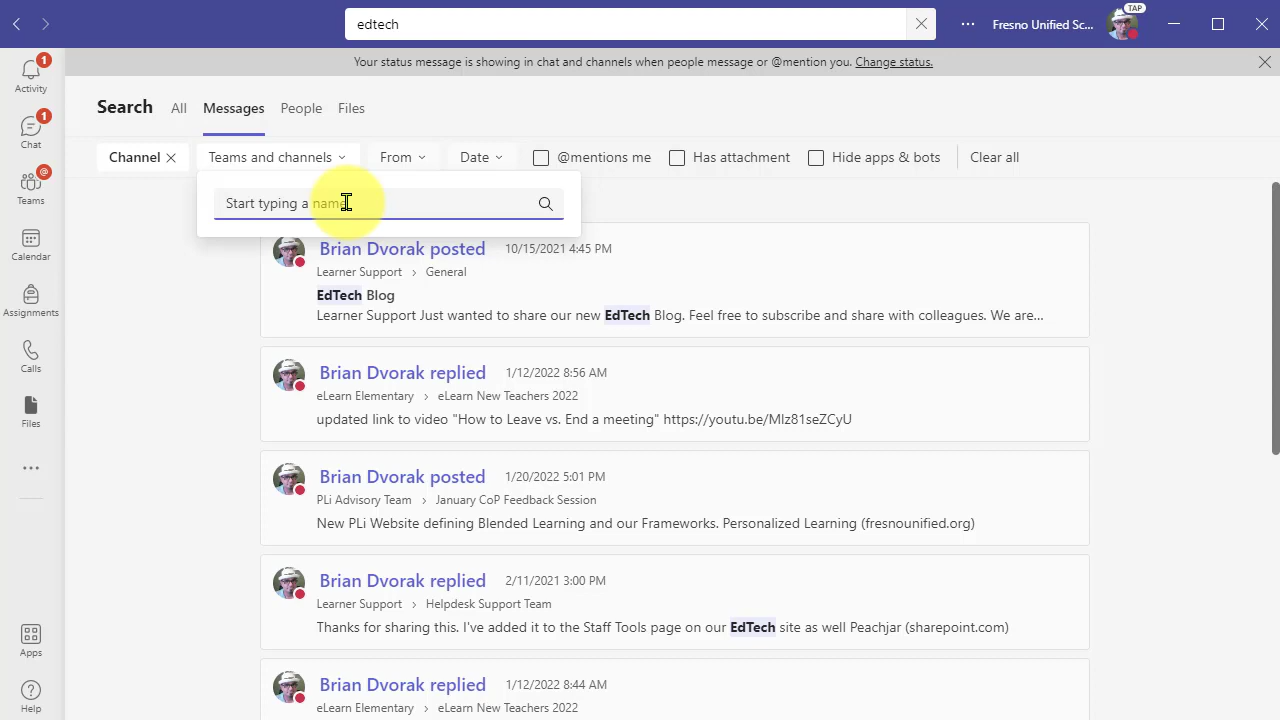 edtech
Fresno Unified Sc...
TAP
Your status message is showing in chat and channels when people message or @mention you. Change status.
1
Activity
1
Chat
@
Teams
Calendar
Assignments
Calls
Files
Apps
Help
Search All Messages People Files
Channel Teams and channels From Date @mentions me Has attachment Hide apps & bots Clear all
Start typing a name
Brian Dvorak posted 10/15/2021 4:45 PM
Learner Support > General
EdTech Blog
Learner Support Just wanted to share our new EdTech Blog. Feel free to subscribe and share with colleagues. We are...
Brian Dvorak replied 1/12/2022 8:56 AM
eLearn Elementary > eLearn New Teachers 2022
updated link to video "How to Leave vs. End a meeting" https://youtu.be/MIz81seZCyU
Brian Dvorak posted 1/20/2022 5:01 PM
PLi Advisory Team > January CoP Feedback Session
New PLi Website defining Blended Learning and our Frameworks. Personalized Learning (fresnounified.org)
Brian Dvorak replied 2/11/2021 3:00 PM
Learner Support > Helpdesk Support Team
Thanks for sharing this. I've added it to the Staff Tools page on our EdTech site as well Peachjar (sharepoint.com)
Brian Dvorak replied 1/12/2022 8:44 AM
eLearn Elementary > eLearn New Teachers 2022